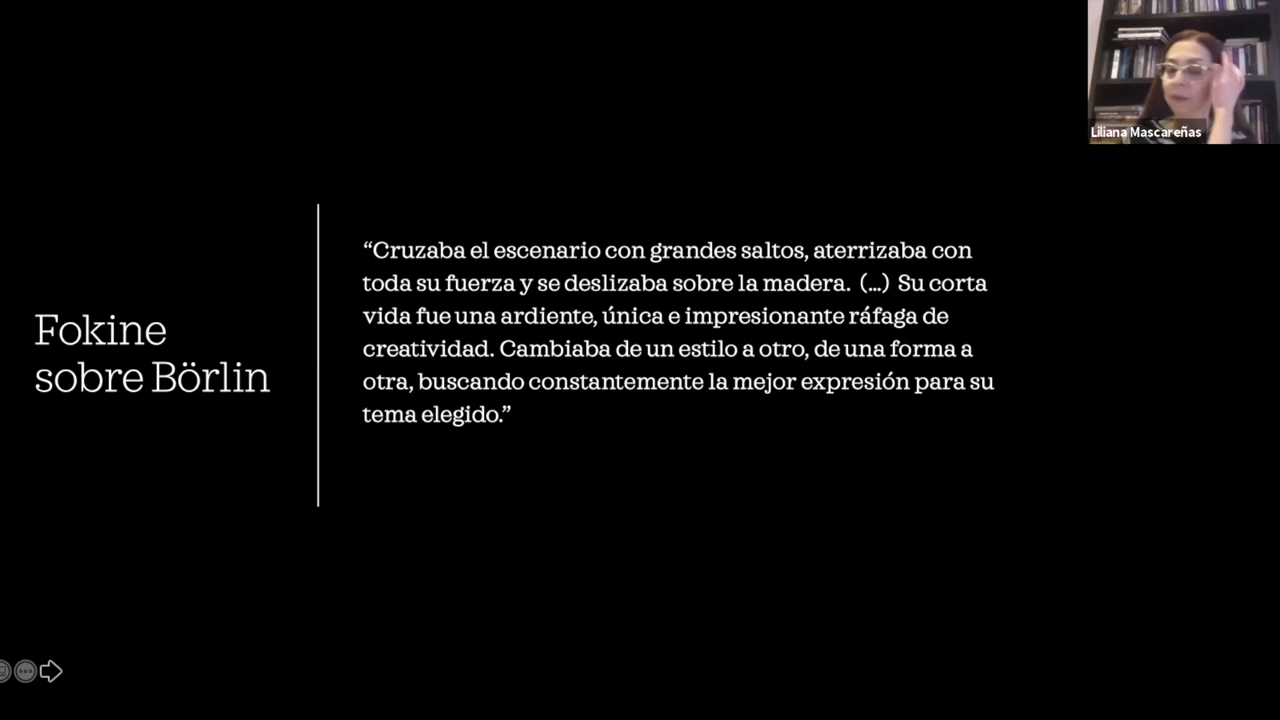 Liliana Mascareñas
Fokine
sobre Börlin
“Cruzaba el escenario con grandes saltos, aterrizaba con
toda su fuerza y se deslizaba sobre la madera. (...) Su corta
vida fue una ardiente, única e impresionante ráfaga de
creatividad. Cambiaba de un estilo a otro, de una forma a
otra, buscando constantemente la mejor expresión para su
tema elegido.”